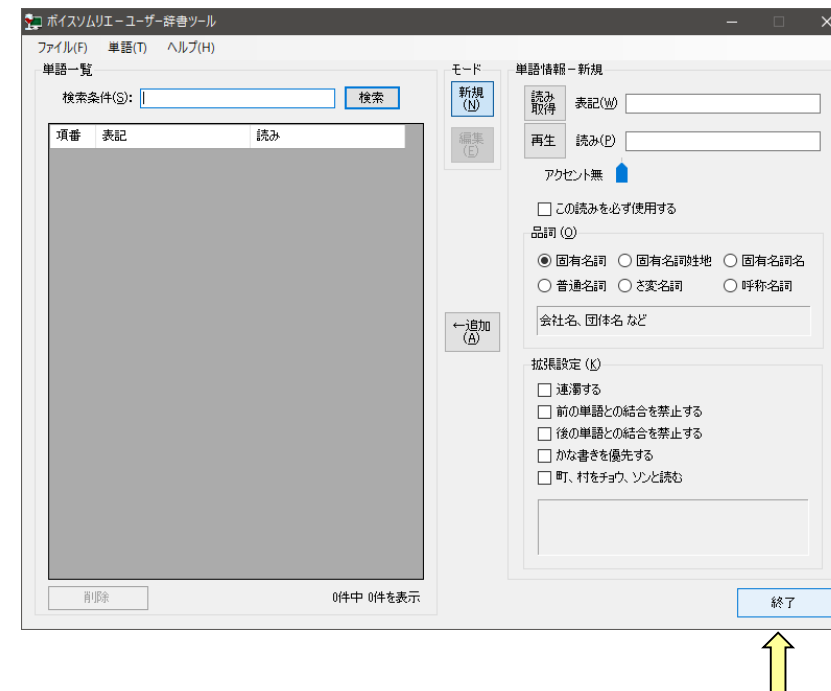 ボイスソムリエ－ユーザー辞書ツール
ファイル(F) 単語(T) ヘルプ(H)
単語一覧
検索条件(S):
検索
項番 表記 読み
削除
0件中 0件を表示
モード
新規
(N)
編集
(E)
←追加
(A)
単語情報－新規
読み
取得
表記(W)
再生
読み(P)
アクセント無
この読みを必ず使用する
品詞 (O)
固有名詞 固有名詞姓地 固有名詞名
普通名詞 さ変名詞 呼称名詞
会社名、団体名 など
拡張設定 (K)
連濁する
前の単語との結合を禁止する
後の単語との結合を禁止する
かな書きを優先する
町、村をチョウ、ソンと読む
終了